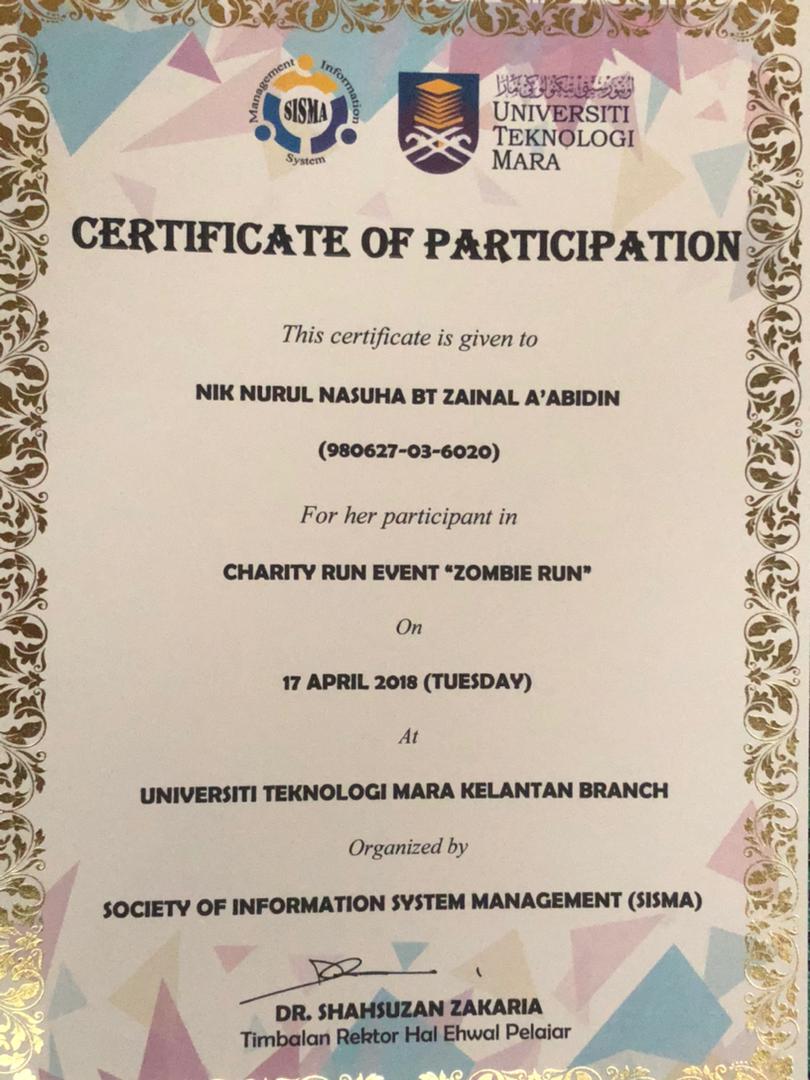 Management Information System
SISMA
اونيۏرسيتي تيكنولوڬي مارا
UNIVERSITI
TEKNOLOGI
MARA
CERTIFICATE OF PARTICIPATION
This certificate is given to
NIK NURUL NASUHA BT ZAINAL A'ABIDIN
(980627-03-6020)
For her participant in
CHARITY RUN EVENT "ZOMBIE RUN"
On
17 APRIL 2018 (TUESDAY)
At
UNIVERSITI TEKNOLOGI MARA KELANTAN BRANCH
Organized by
SOCIETY OF INFORMATION SYSTEM MANAGEMENT (SISMA)
DR. SHAHSUZAN ZAKARIA
Timbalan Rektor Hal Ehwal Pelajar